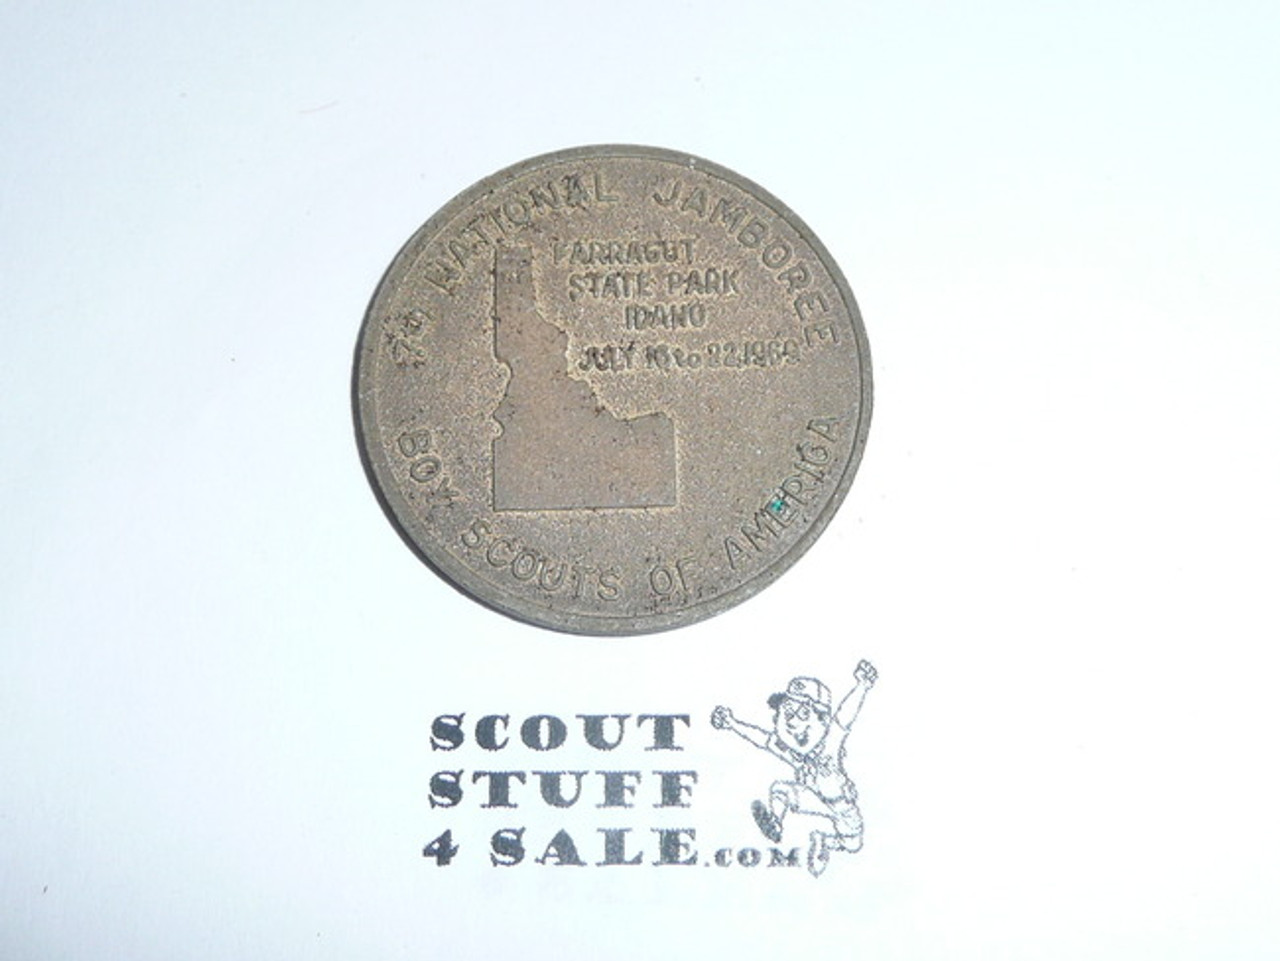 7th NATIONAL JAMBOREE
FARRAGUT
STATE PARK
IDAHO
JULY 16 to 22, 1969
BOY SCOUTS OF AMERICA
SCOUT
STUFF
4 SALE.COM